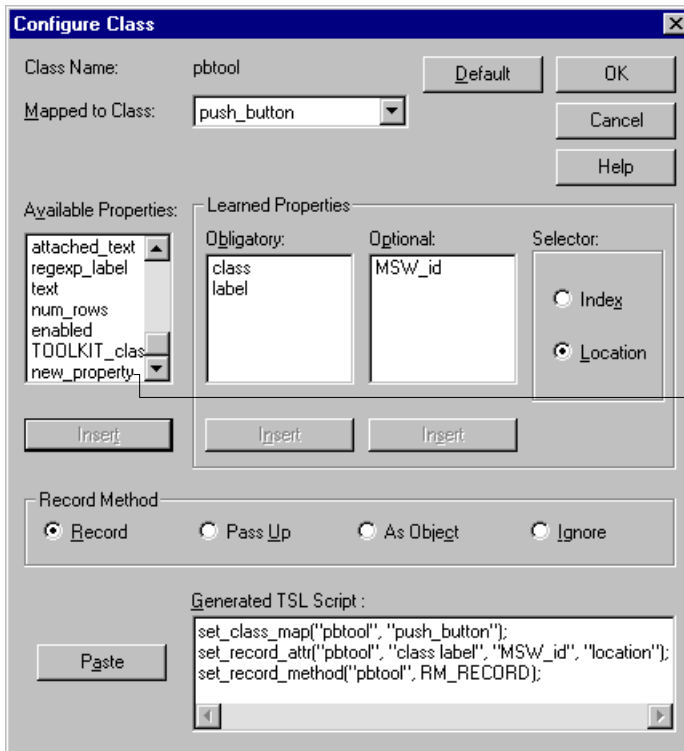 Configure Class
Class Name: pbtool
Default
OK
Mapped to Class: push_button
Cancel
Help
Available Properties:
attached_text
regexp_label
text
num_rows
enabled
TOOLKIT_clas
new_property
Insert
Learned Properties
Obligatory:
class
label
Insert
Optional:
MSW_id
Insert
Selector:
Index
Location
Record Method
Record Pass Up As Object Ignore
Paste
Generated TSL Script :
set_class_map("pbtool", "push_button");
set_record_attr("pbtool", "class label", "MSW_id", "location");
set_record_method("pbtool", RM_RECORD);